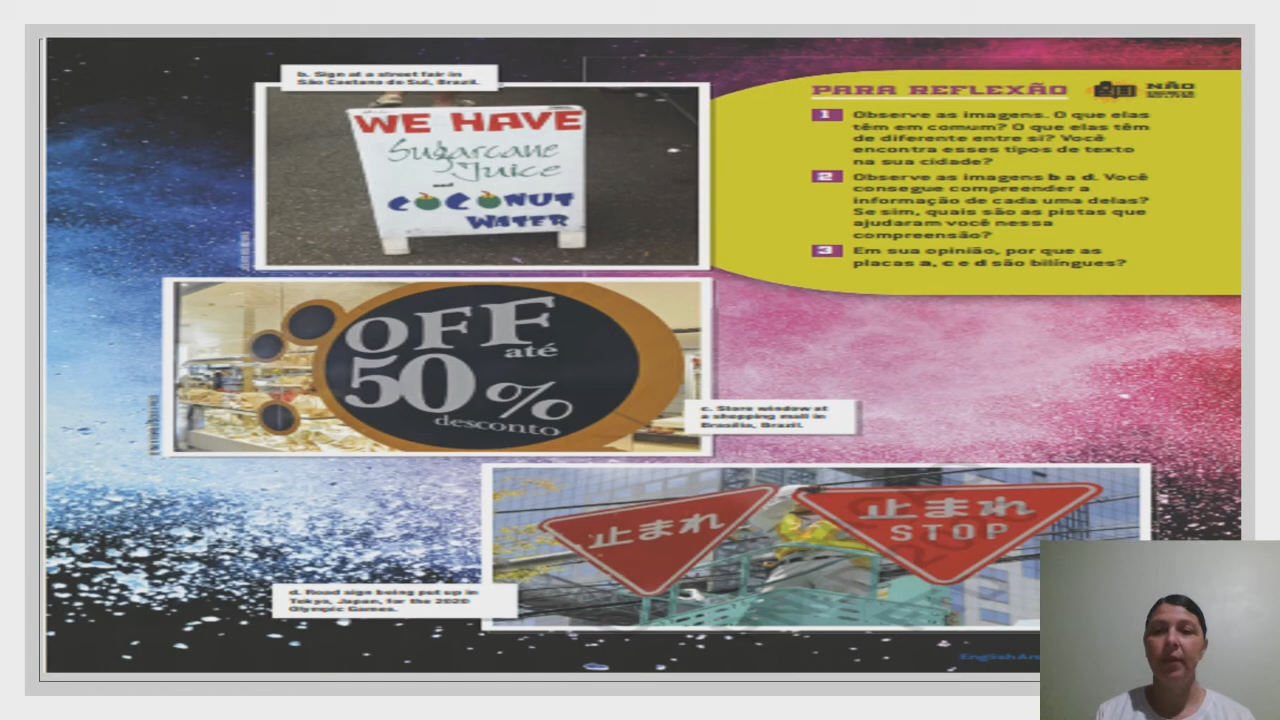 b. Sign at a street fair in
São Caetano do Sul, Brazil.
WE HAVE
Sugarcane
Juice
and
COCONUT
WATER
PARA REFLEXÃO
NÃO
1 Observe as imagens. O que elas
têm em comum? O que elas têm
de diferente entre si? Você
encontra esses tipos de texto
na sua cidade?
2 Observe as imagens b a d. Você
consegue compreender a
informação de cada uma delas?
Se sim, quais são as pistas que
ajudaram você nessa
compreensão?
3 Em sua opinião, por que as
placas a, c e d são bilíngues?
OFF
até
50%
desconto
c. Store window at
a shopping mall in
Brasília, Brazil.
止まれ
止まれ
STOP
d. Road sign being put up in
Tokyo, Japan, for the 2020
Olympic Games.